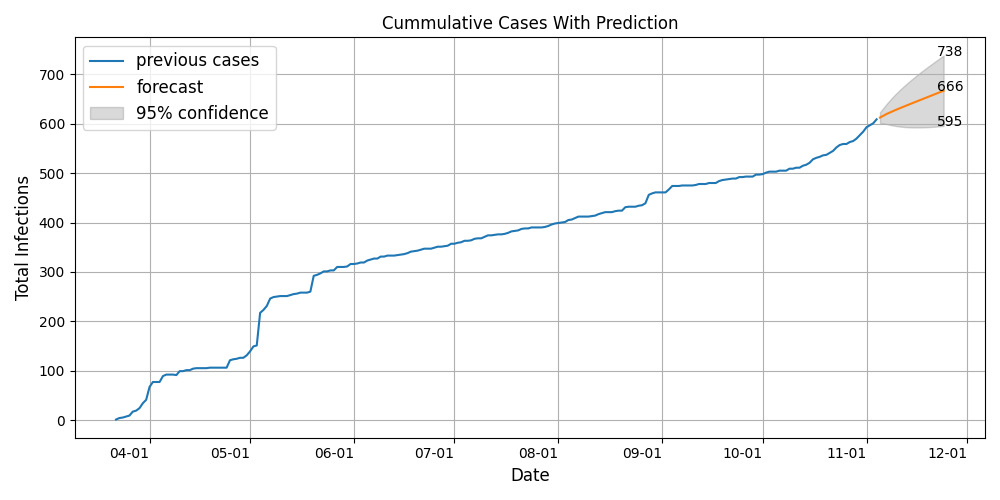 Cummulative Cases With Prediction
previous cases
forecast
95% confidence
738
666
595
Total Infections
700
600
500
400
300
200
100
0
04-01 05-01 06-01 07-01 08-01 09-01 10-01 11-01 12-01
Date